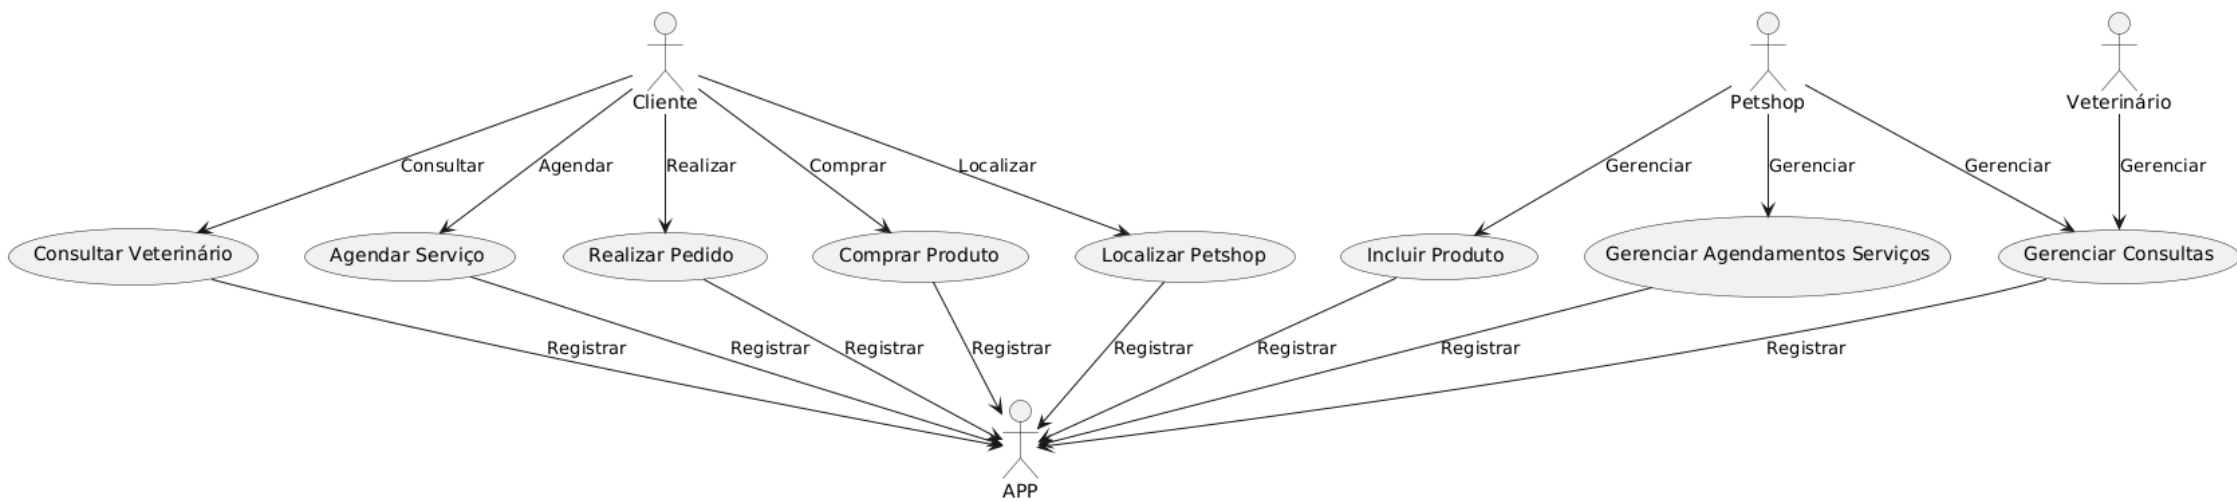 Cliente
Petshop
Veterinário
Consultar
Agendar
Realizar
Comprar
Localizar
Gerenciar
Gerenciar
Gerenciar
Gerenciar
Consultar Veterinário
Agendar Serviço
Realizar Pedido
Comprar Produto
Localizar Petshop
Incluir Produto
Gerenciar Agendamentos Serviços
Gerenciar Consultas
Registrar
Registrar
Registrar
Registrar
Registrar
Registrar
Registrar
Registrar
APP